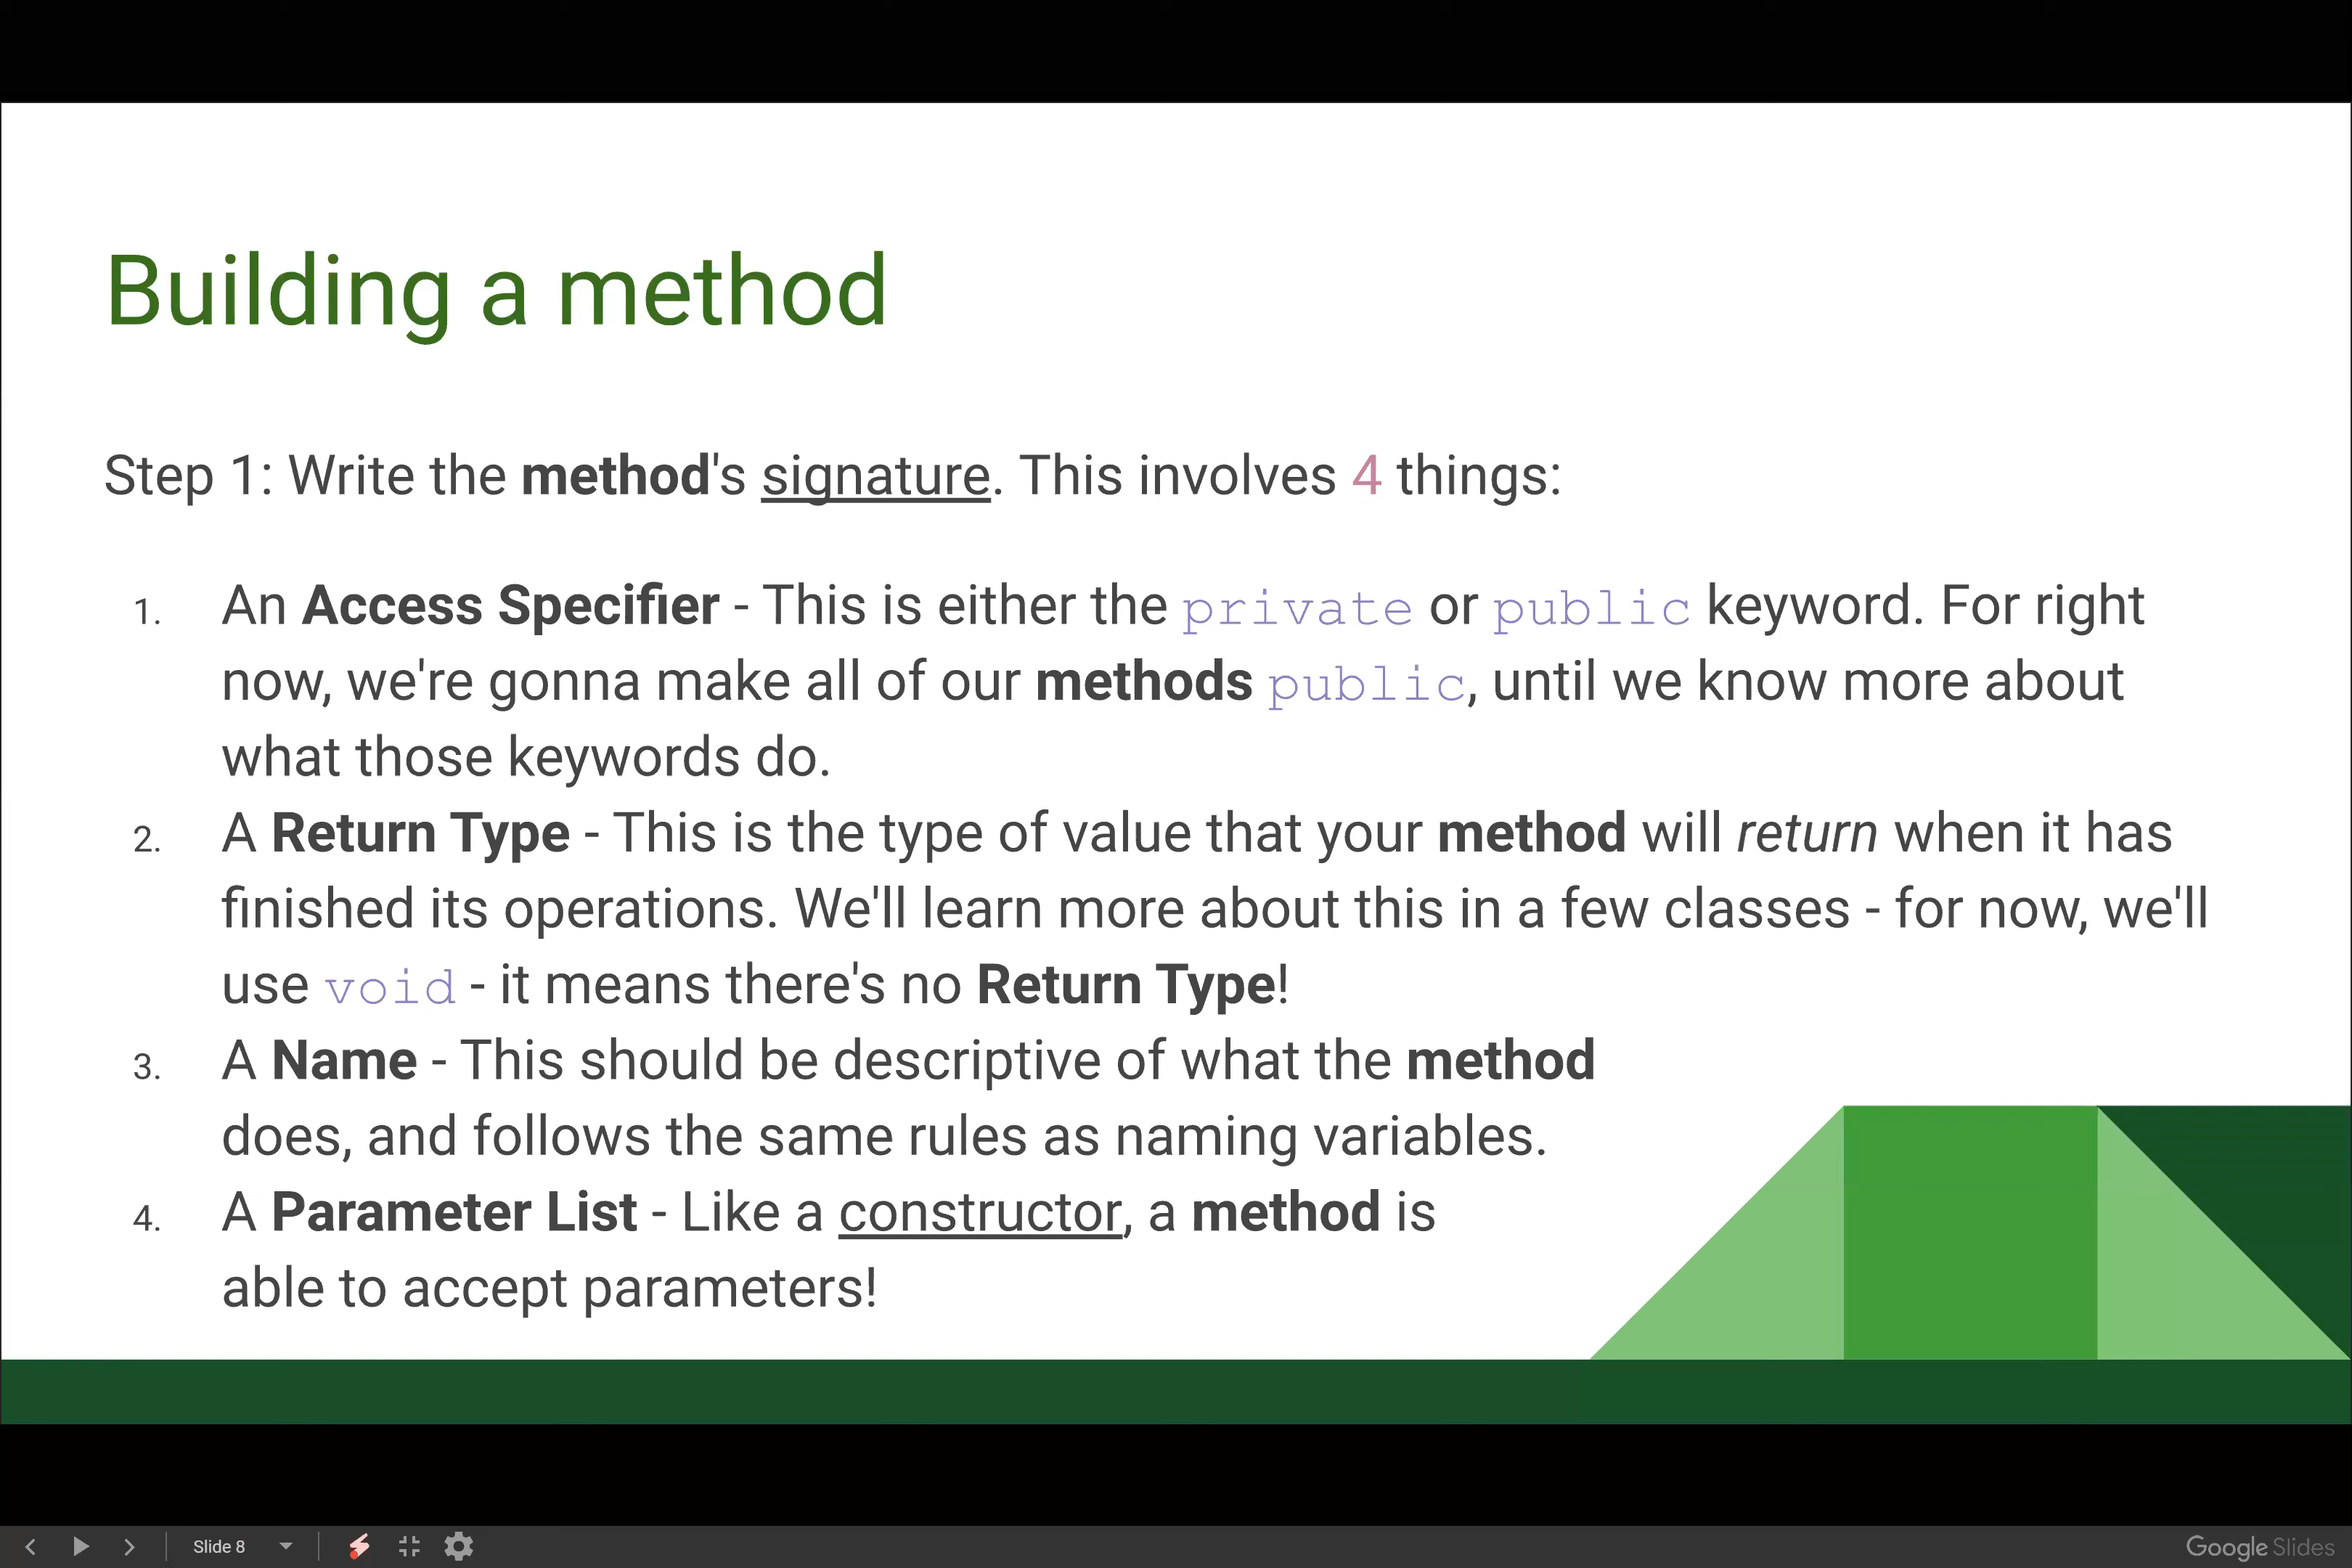 Building a method
Step 1: Write the method's signature. This involves 4 things:
1. An Access Specifier - This is either the private or public keyword. For right
now, we're gonna make all of our methods public, until we know more about
what those keywords do.
2. A Return Type - This is the type of value that your method will return when it has
finished its operations. We'll learn more about this in a few classes - for now, we'll
use void - it means there's no Return Type!
3. A Name - This should be descriptive of what the method
does, and follows the same rules as naming variables.
4. A Parameter List - Like a constructor, a method is
able to accept parameters!
Slide 8
Google Slides